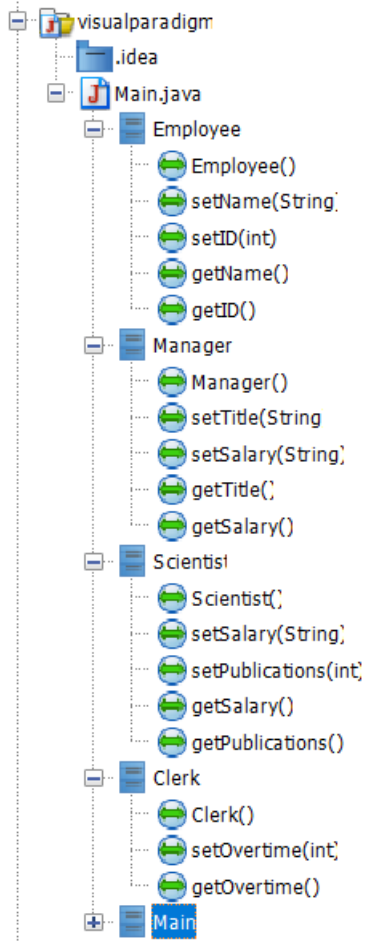 visualparadigm
.idea
Main.java
Employee
Employee()
setName(String)
setID(int)
getName()
getID()
Manager
Manager()
setTitle(String
setSalary(String)
getTitle()
getSalary()
Scientist
Scientist()
setSalary(String)
setPublications(int)
getSalary()
getPublications()
Clerk
Clerk()
setOvertime(int)
getOvertime()
Main